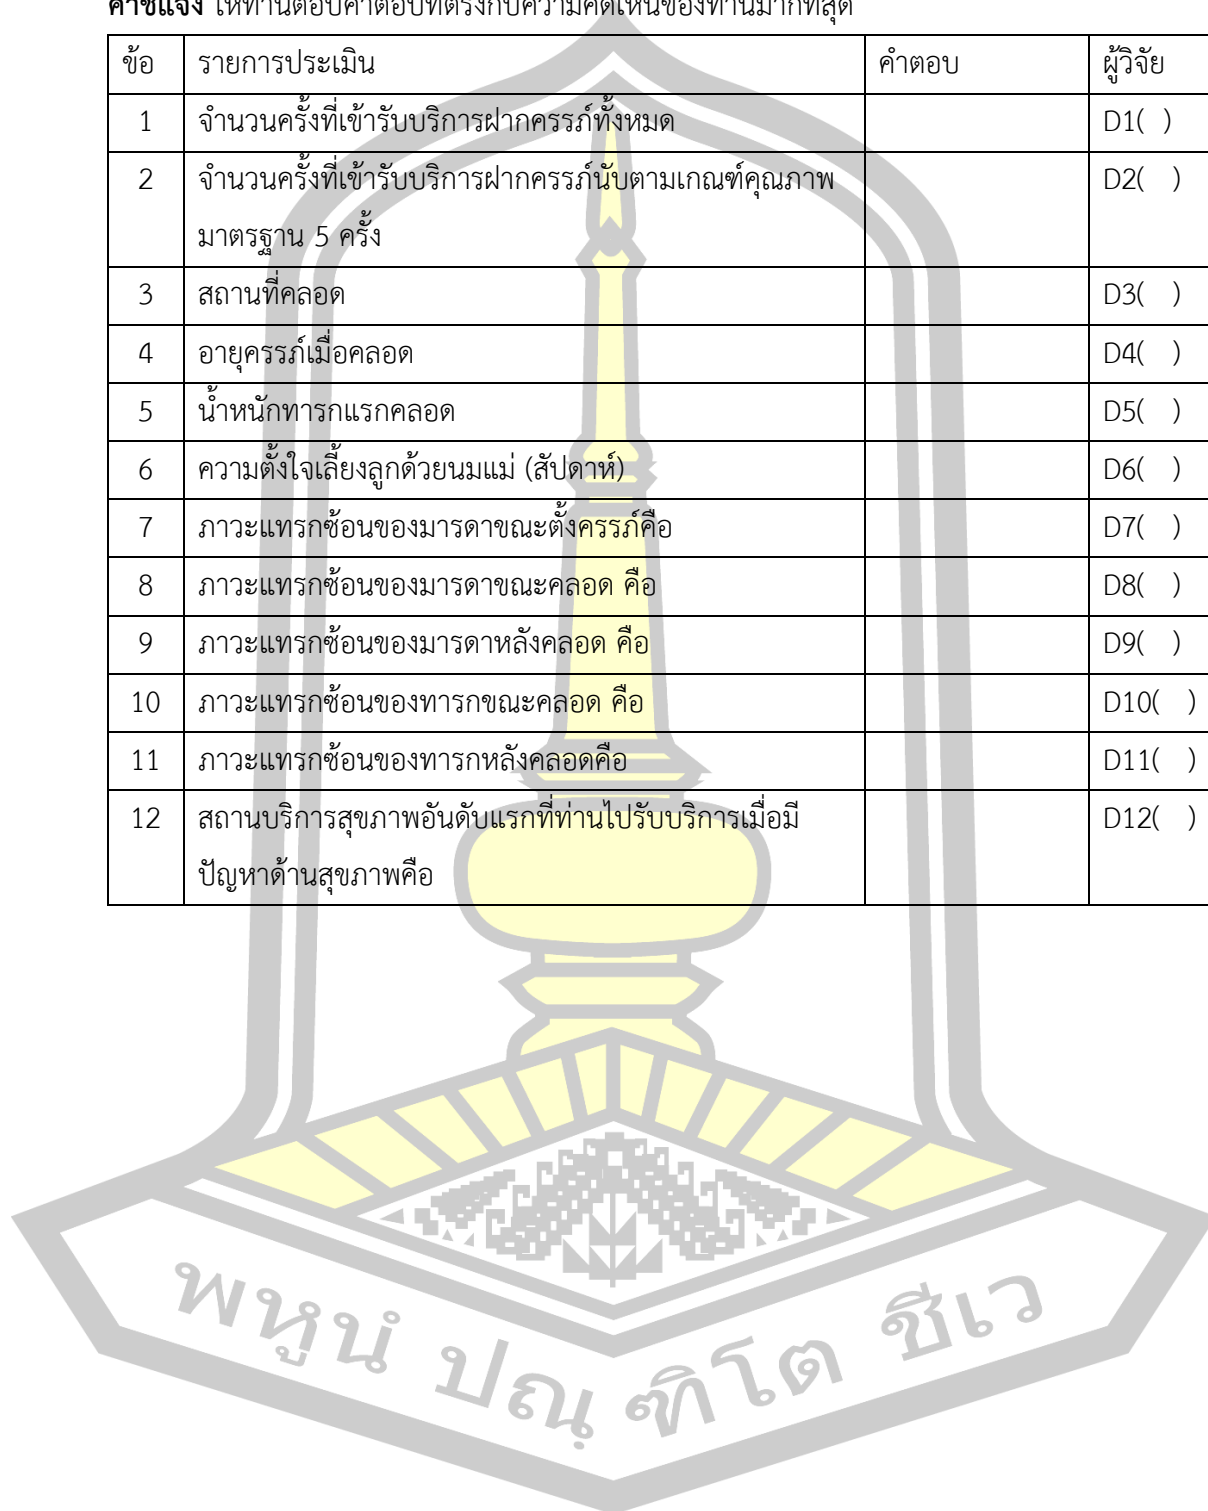 คำชี้แจง ให้ท่านตอบคำตอบที่ตรงกับความคิดเห็นของท่านมากที่สุด
ข้อ รายการประเมิน คำตอบ ผู้วิจัย
1 จำนวนครั้งที่เข้ารับบริการฝากครรภ์ทั้งหมด D1( )
2 จำนวนครั้งที่เข้ารับบริการฝากครรภ์นับตามเกณฑ์คุณภาพ D2( )
มาตรฐาน 5 ครั้ง
3 สถานที่คลอด D3( )
4 อายุครรภ์เมื่อคลอด D4( )
5 น้ำหนักทารกแรกคลอด D5( )
6 ความตั้งใจเลี้ยงลูกด้วยนมแม่ (สัปดาห์) D6( )
7 ภาวะแทรกซ้อนของมารดาขณะตั้งครรภ์คือ D7( )
8 ภาวะแทรกซ้อนของมารดาขณะคลอด คือ D8( )
9 ภาวะแทรกซ้อนของมารดาหลังคลอด คือ D9( )
10 ภาวะแทรกซ้อนของทารกขณะคลอด คือ D10( )
11 ภาวะแทรกซ้อนของทารกหลังคลอดคือ D11( )
12 สถานบริการสุขภาพอันดับแรกที่ท่านไปรับบริการเมื่อมี D12( )
ปัญหาด้านสุขภาพคือ
พหูนํ ปณฺฑิโต ชีเว